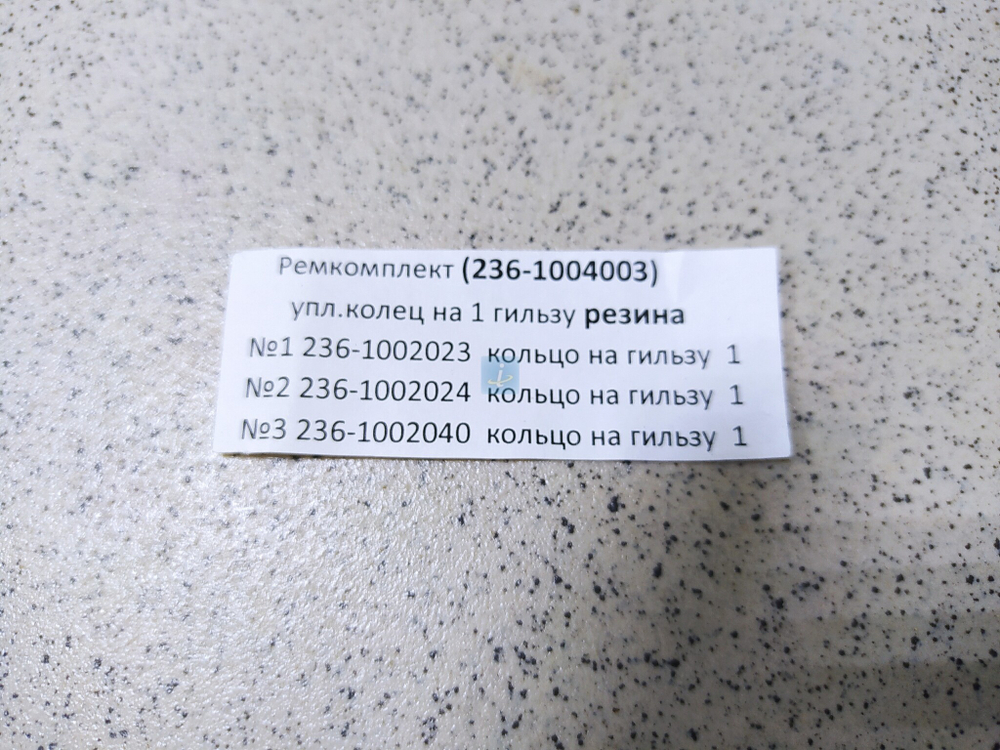 Ремкомплект (236-1004003)
упл.колец на 1 гильзу резина
№1 236-1002023 кольцо на гильзу 1
№2 236-1002024 кольцо на гильзу 1
№3 236-1002040 кольцо на гильзу 1